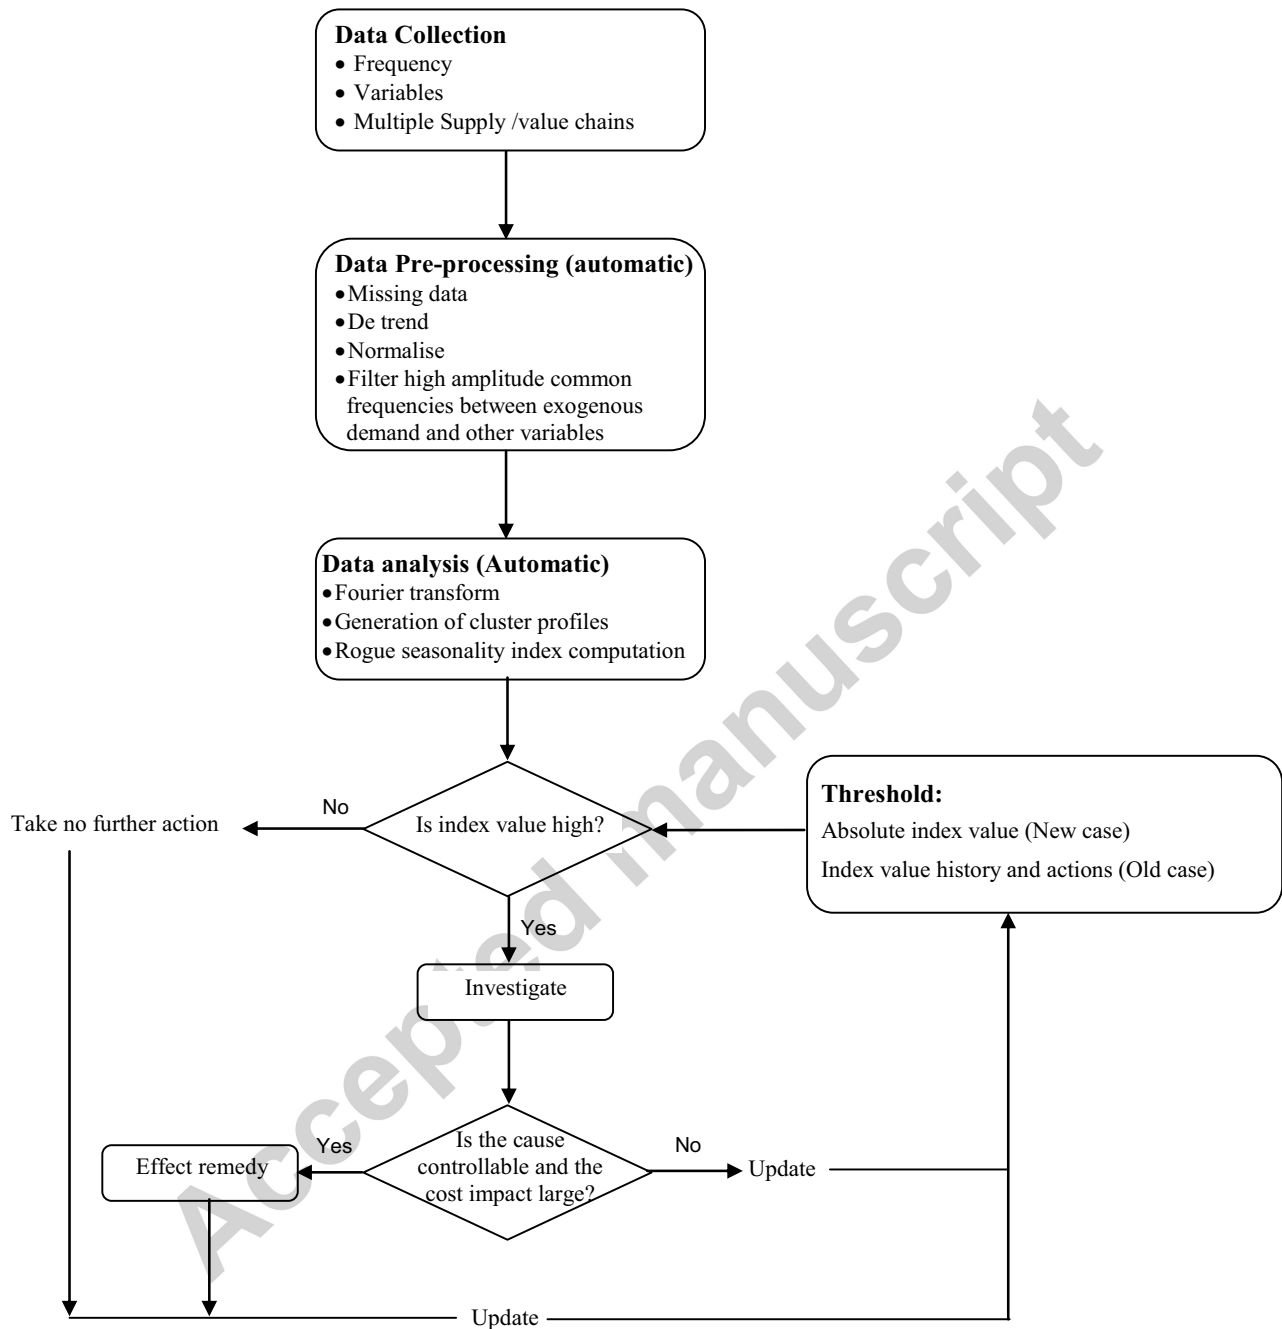 Data Collection
• Frequency
• Variables
• Multiple Supply /value chains
Data Pre-processing (automatic)
•Missing data
•De trend
•Normalise
•Filter high amplitude common
frequencies between exogenous
demand and other variables
Data analysis (Automatic)
•Fourier transform
•Generation of cluster profiles
•Rogue seasonality index computation
Is index value high?
No
Take no further action
Threshold:
Absolute index value (New case)
Index value history and actions (Old case)
Yes
Investigate
Is the cause
controllable and the
cost impact large?
Yes
Effect remedy
No
Update
Update
Accepted manuscript